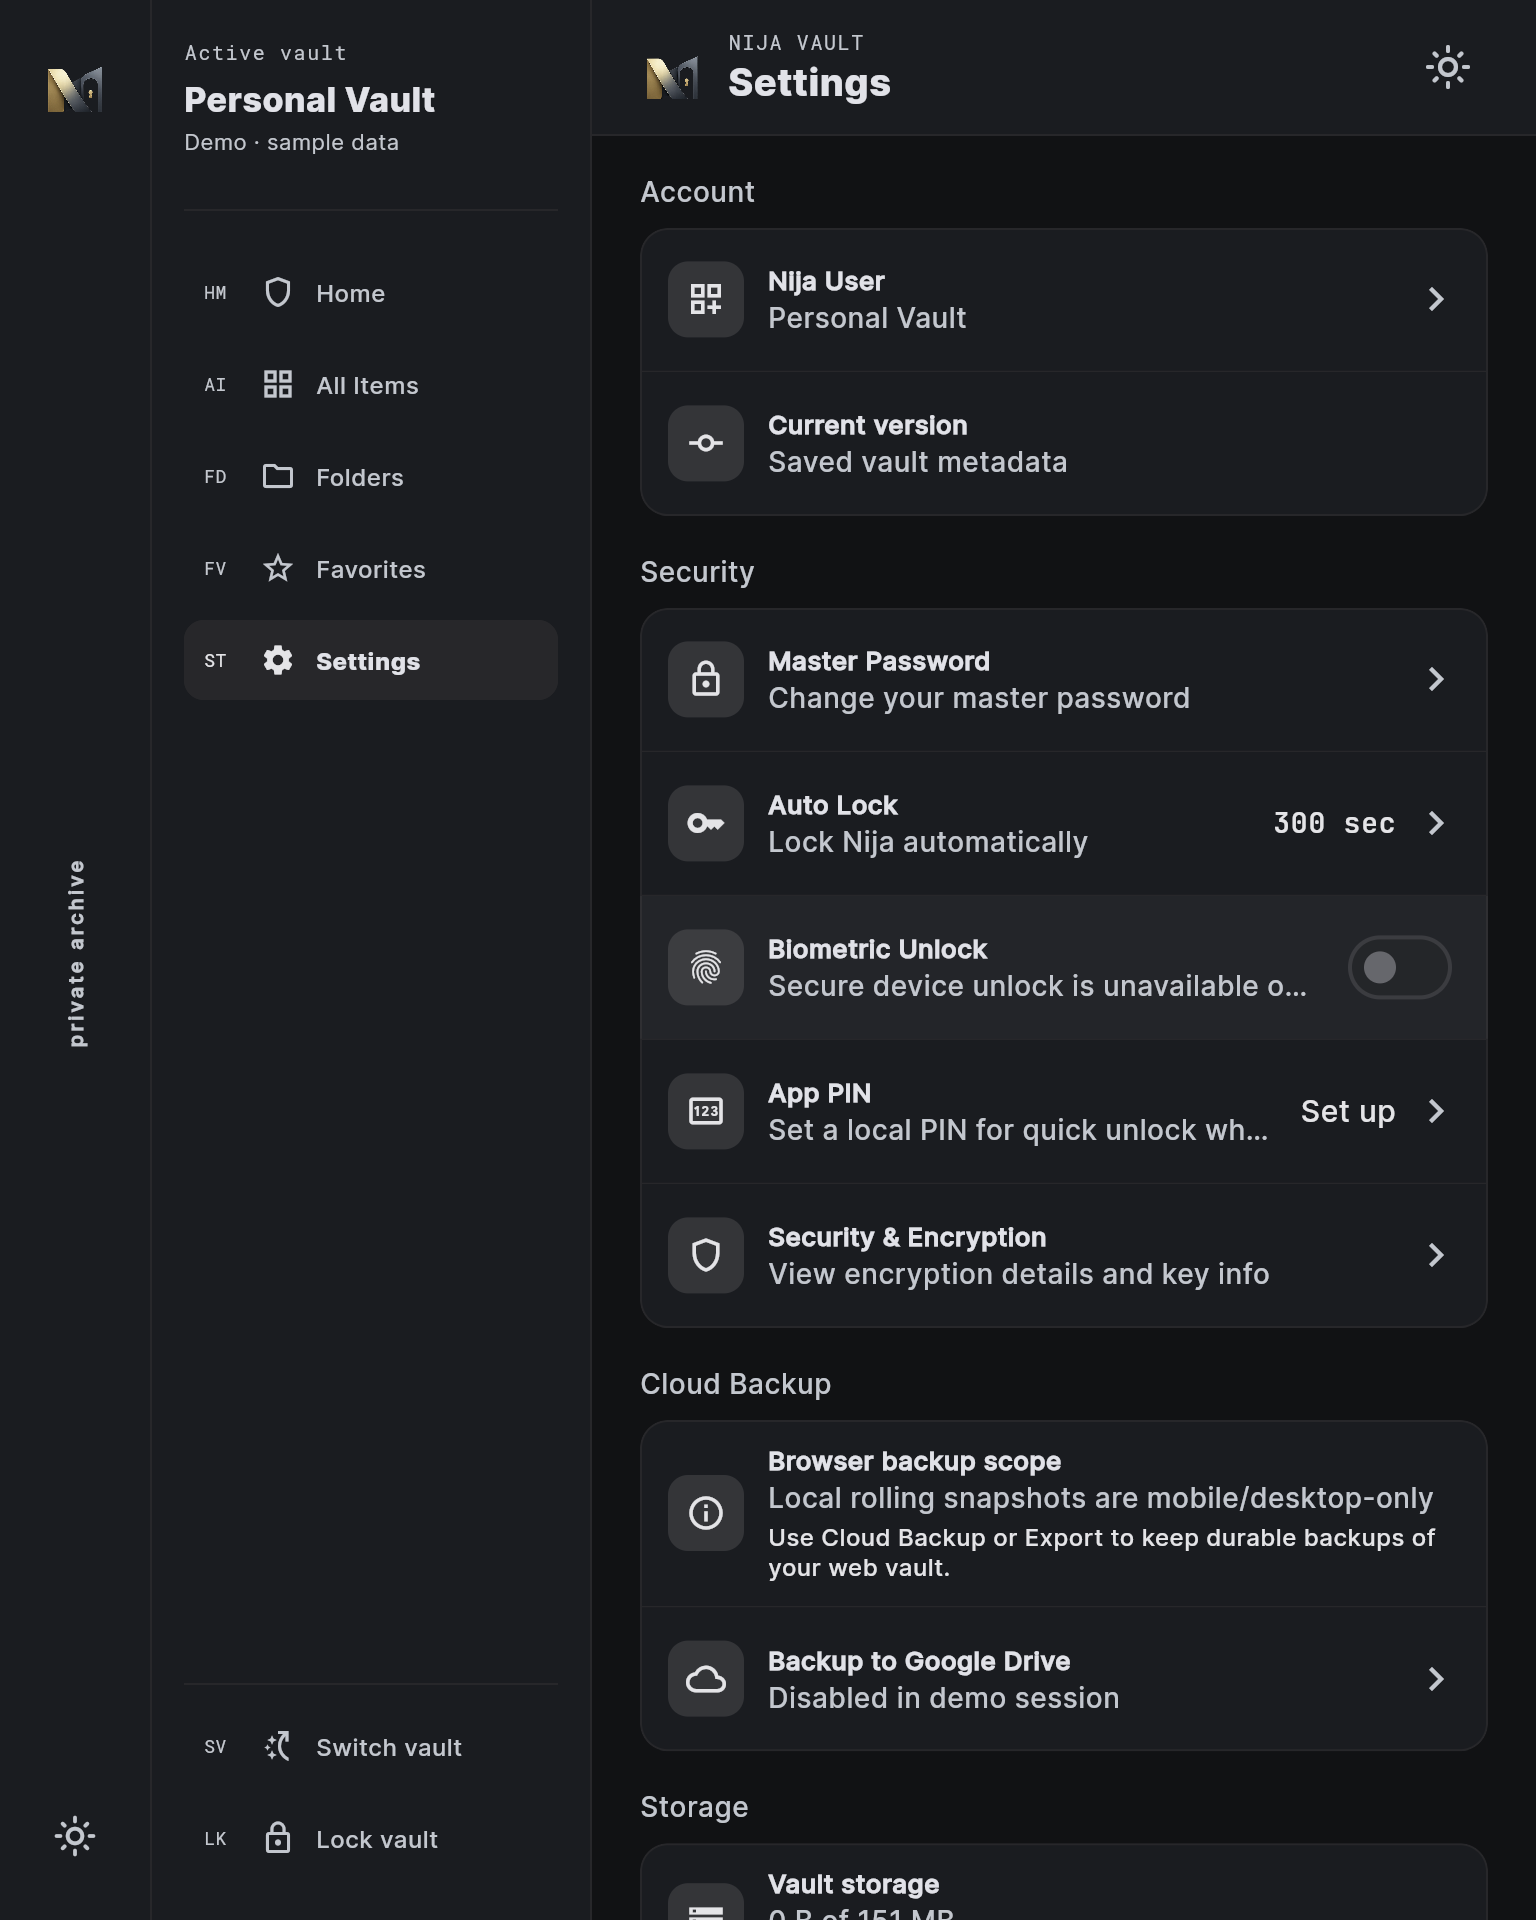 Active vault
Personal Vault
Demo · sample data
HM Home
AI All Items
FD Folders
FV Favorites
ST Settings
private archive
SV Switch vault
LK Lock vault
NIJA VAULT
Settings
Account
Nija User
Personal Vault
Current version
Saved vault metadata
Security
Master Password
Change your master password
Auto Lock
Lock Nija automatically
300 sec
Biometric Unlock
Secure device unlock is unavailable o...
App PIN
Set a local PIN for quick unlock wh...
Set up
123
Security & Encryption
View encryption details and key info
Cloud Backup
Browser backup scope
Local rolling snapshots are mobile/desktop-only
Use Cloud Backup or Export to keep durable backups of
your web vault.
Backup to Google Drive
Disabled in demo session
Storage
Vault storage
0 B of 151 MB